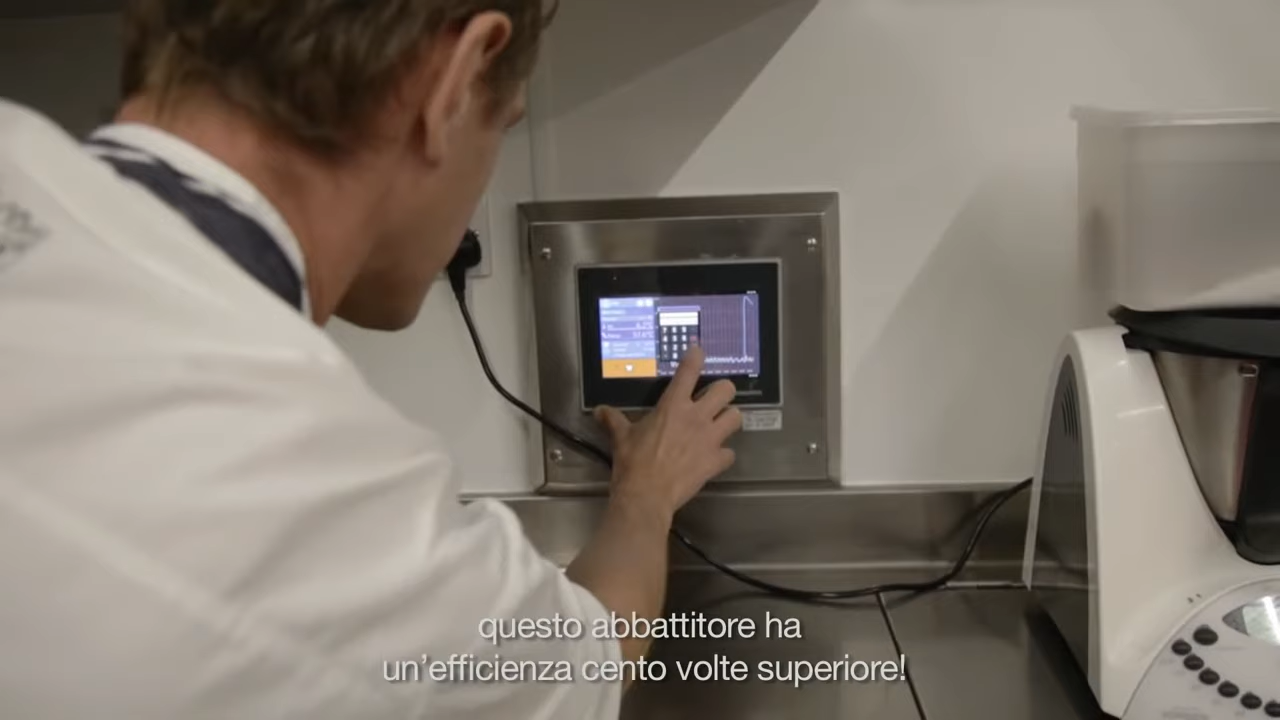 questo abbattitore ha
un'efficienza cento volte superiore!